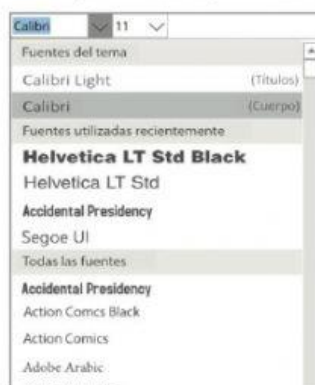 Calibri 11
Fuentes del tema
Calibri Light (Títulos)
Calibri (Cuerpo)
Fuentes utilizadas recientemente
Helvetica LT Std Black
Helvetica LT Std
Accidental Presidency
Segoe UI
Todas las fuentes
Accidental Presidency
Action Comcs Black
Action Comics
Adobe Arabic